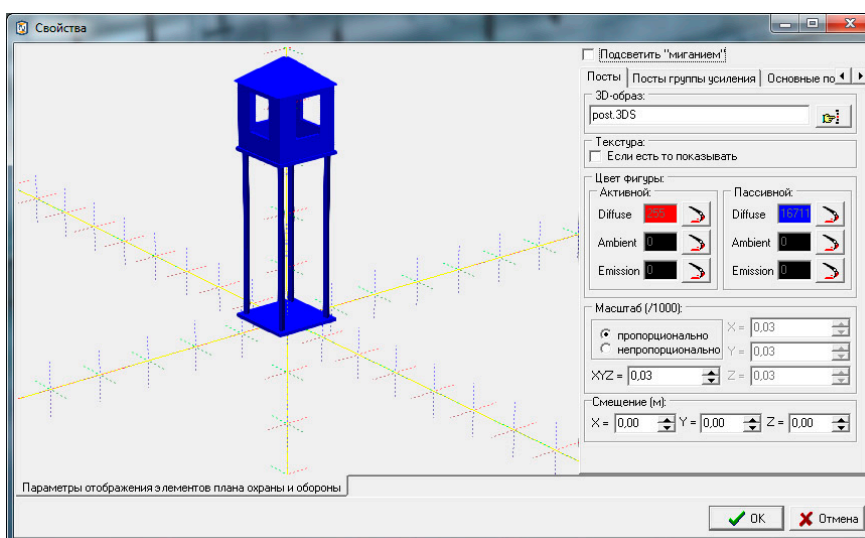 Свойства
Подсветить "миганием"
Посты Посты группы усиления Основные по
3D-образ:
post.3DS
Текстура:
Если есть то показывать
Цвет фигуры:
Активной: Пассивной:
Diffuse 255 Diffuse 16711
Ambient 0 Ambient 0
Emission 0 Emission 0
Масштаб (/1000):
пропорционально X = 0,03
непропорционально Y = 0,03
XYZ = 0,03 Z = 0,03
Смещение (м):
X = 0,00 Y = 0,00 Z = 0,00
Параметры отображения элементов плана охраны и обороны
OK Отмена